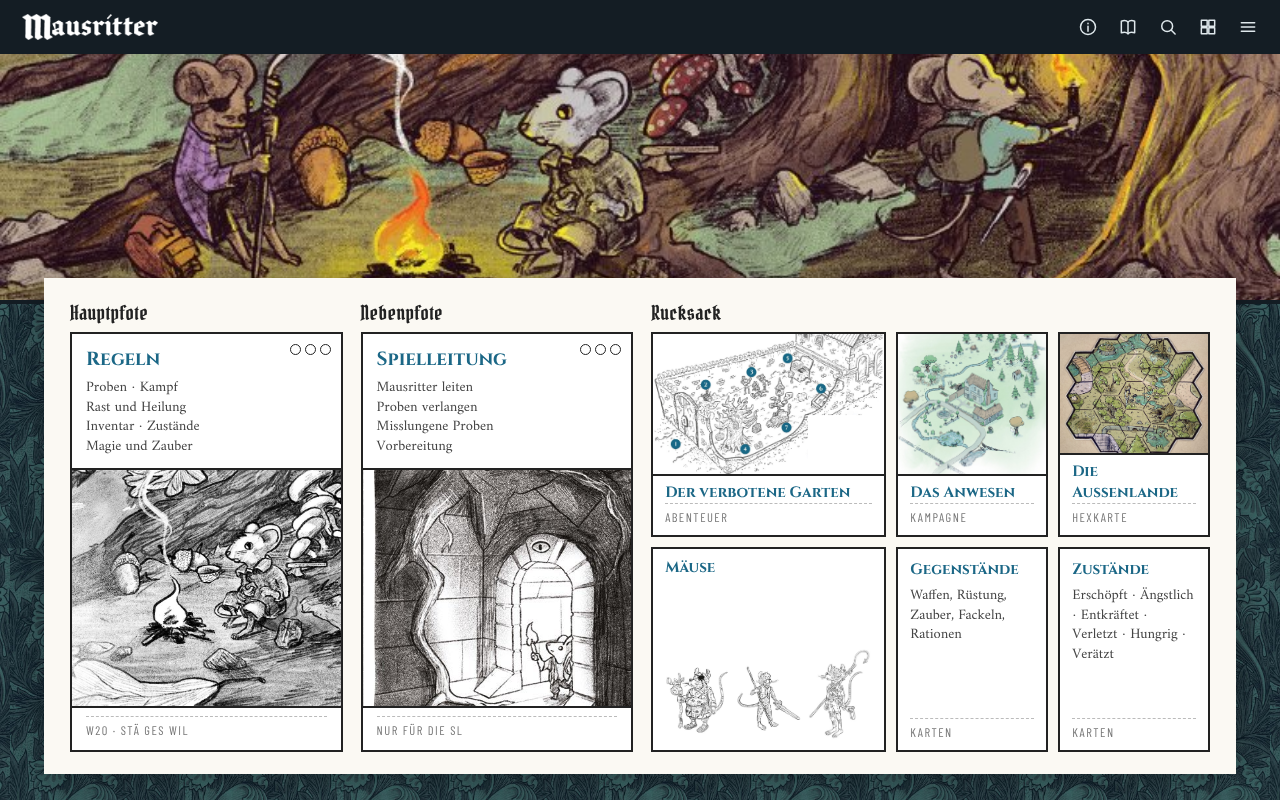 Mausritter
Hauptpfote
Nebenpfote
Rucksack
Regeln
Proben · Kampf
Rast und Heilung
Inventar · Zustände
Magie und Zauber
W20 · STÄ GES WIL
Spielleitung
Mausritter leiten
Proben verlangen
Misslungene Proben
Vorbereitung
NUR FÜR DIE SL
Der verbotene Garten
ABENTEUER
Das Anwesen
KAMPAGNE
Die
Aussenlande
HEXKARTE
Mäuse
Gegenstände
Waffen, Rüstung,
Zauber, Fackeln,
Rationen
KARTEN
Zustände
Erschöpft · Ängstlich
· Entkräftet ·
Verletzt · Hungrig ·
Verätzt
KARTEN